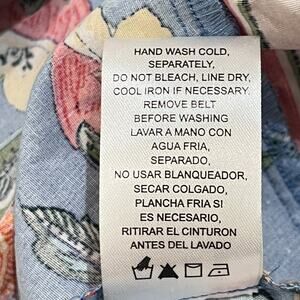 HAND WASH COLD,
SEPARATELY,
DO NOT BLEACH, LINE DRY,
COOL IRON IF NECESSARY.
REMOVE BELT
BEFORE WASHING
LAVAR A MANO CON
AGUA FRIA,
SEPARADO,
NO USAR BLANQUEADOR,
SECAR COLGADO,
PLANCHA FRIA SI
ES NECESARIO,
RITIRAR EL CINTURON
ANTES DEL LAVADO